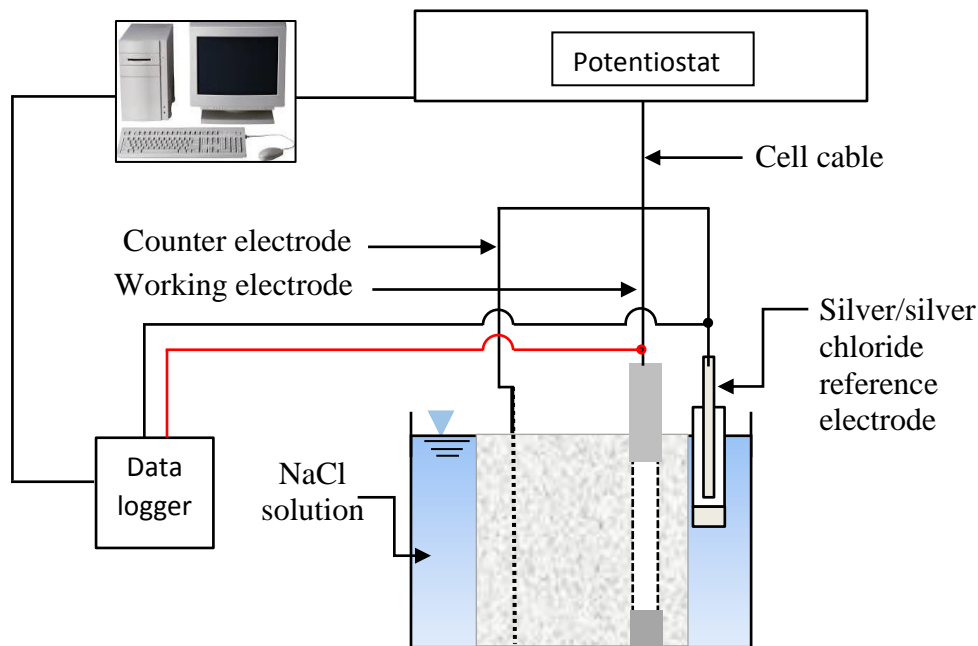 Potentiostat
Cell cable
Counter electrode
Working electrode
Silver/silver
chloride
reference
electrode
Data
logger
NaCl
solution